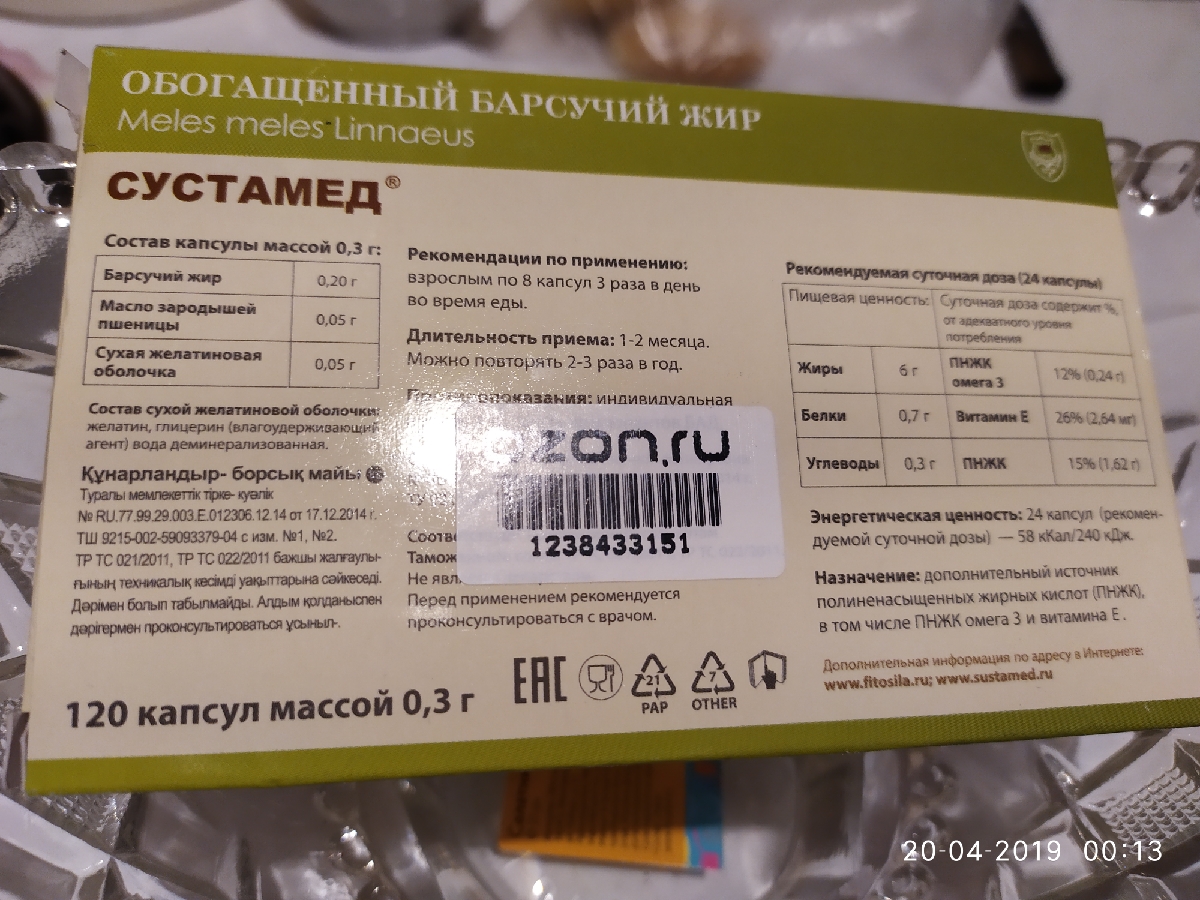 ОБОГАЩЕННЫЙ БАРСУЧИЙ ЖИР
Meles meles Linnaeus
СУСТАМЕД®
Состав капсулы массой 0,3 г:
Барсучий жир 0,20 г
Масло зародышей
пшеницы 0,05 г
Сухая желатиновая
оболочка 0,05 г
Состав сухой желатиновой оболочки:
желатин, глицерин (влагоудерживающий
агент) вода деминерализованная.
Құнарландыр- борсық майы
Туралы мемлекеттік тірке- куәлік
№ RU.77.99.29.003.Е.012306.12.14 от 17.12.2014 г.
ТШ 9215-002-59093379-04 с изм. №1, №2.
ТР ТС 021/2011, ТР ТС 022/2011 бажшы жалғаулы-
ғының техникалық кесімді уақыттарына сәйкеседі.
Дәрімен болып табылмайды. Алдым қолданыспен
дәрігермен проконсультироваться ұсыныл-.
120 капсул массой 0,3 г
Рекомендации по применению:
взрослым по 8 капсул 3 раза в день
во время еды.
Длительность приема: 1-2 месяца.
Можно повторять 2-3 раза в год.
индивидуальная
ozon.ru
1238433151
Не
Перед применением рекомендуется
проконсультироваться с врачом.
EAC
21
PAP
7
OTHER
Рекомендуемая суточная доза (24 капсулы)
Пищевая ценность: Суточная доза содержит %,
от адекватного уровня
потребления
Жиры 6 г ПНЖК
омега 3 12% (0,24 г)
Белки 0,7 г Витамин Е 26% (2,64 мг)
Углеводы 0,3 г ПНЖК 15% (1,62 г)
Энергетическая ценность: 24 капсул (рекомен-
дуемой суточной дозы) — 58 кКал/240 кДж.
Назначение: дополнительный источник
полиненасыщенных жирных кислот (ПНЖК),
в том числе ПНЖК омега 3 и витамина Е.
Дополнительная информация по адресу в Интернете:
www.fitosila.ru; www.sustamed.ru
20-04-2019 00:13